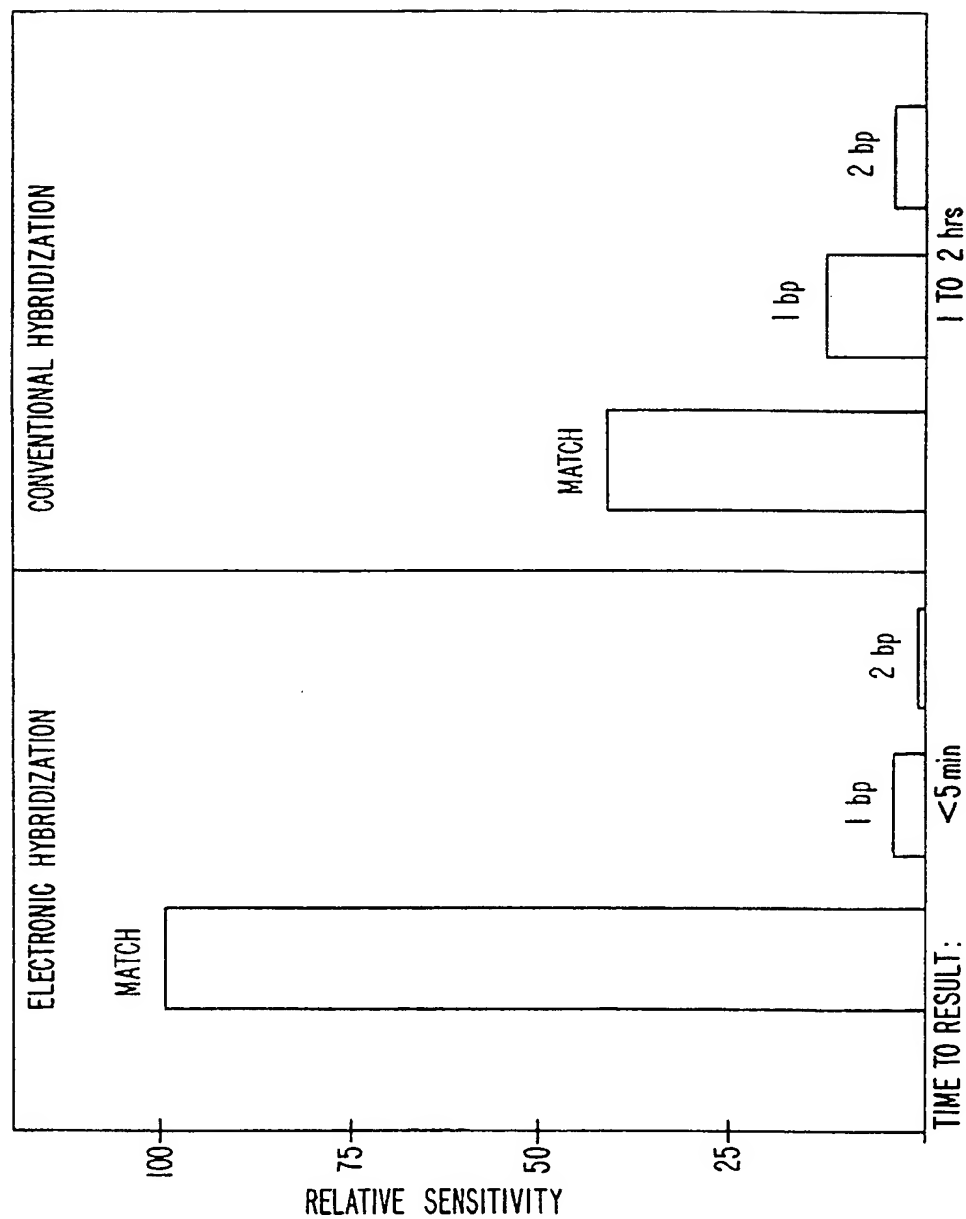 ELECTRONIC HYBRIDIZATION
CONVENTIONAL HYBRIDIZATION
RELATIVE SENSITIVITY
100
75
50
25
MATCH
1 bp
2 bp
MATCH
1 bp
2 bp
TIME TO RESULT:
<5 min
1 TO 2 hrs